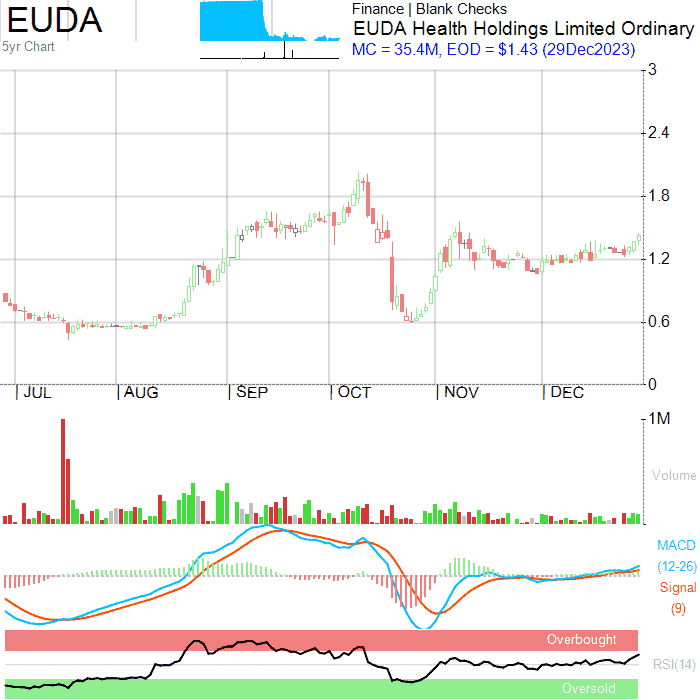 EUDA
5yr Chart
Finance | Blank Checks
EUDA Health Holdings Limited Ordinary
MC = 35.4M, EOD = $1.43 (29Dec2023)
3
2.4
1.8
1.2
0.6
0
JUL AUG SEP OCT NOV DEC
1M
Volume
MACD
(12-26)
Signal
(9)
Overbought
RSI(14)
Oversold